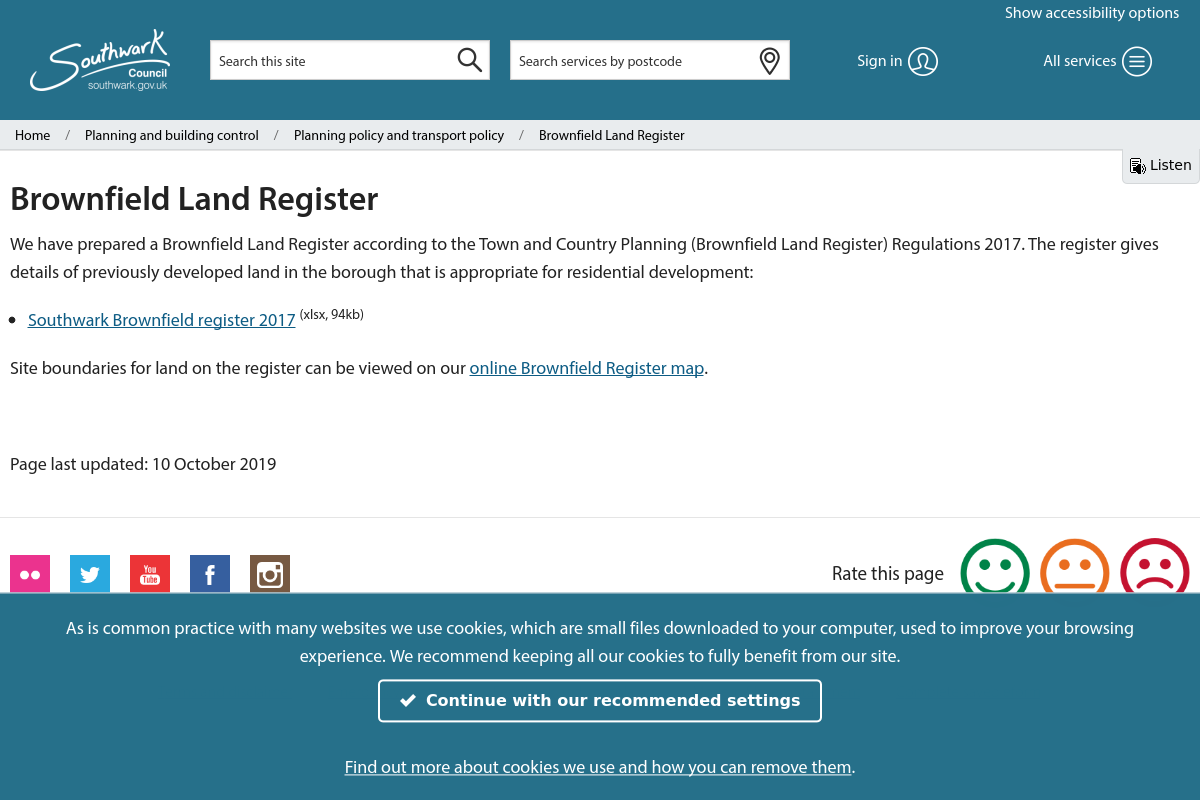 Show accessibility options
Southwark
Council
southwark.gov.uk
Search this site
Search services by postcode
Sign in
All services
Home / Planning and building control / Planning policy and transport policy / Brownfield Land Register
Listen
Brownfield Land Register
We have prepared a Brownfield Land Register according to the Town and Country Planning (Brownfield Land Register) Regulations 2017. The register gives
details of previously developed land in the borough that is appropriate for residential development:
• Southwark Brownfield register 2017 (xlsx, 94kb)
Site boundaries for land on the register can be viewed on our online Brownfield Register map.
Page last updated: 10 October 2019
You
Tube
f
Rate this page
As is common practice with many websites we use cookies, which are small files downloaded to your computer, used to improve your browsing
experience. We recommend keeping all our cookies to fully benefit from our site.
Continue with our recommended settings
Find out more about cookies we use and how you can remove them.